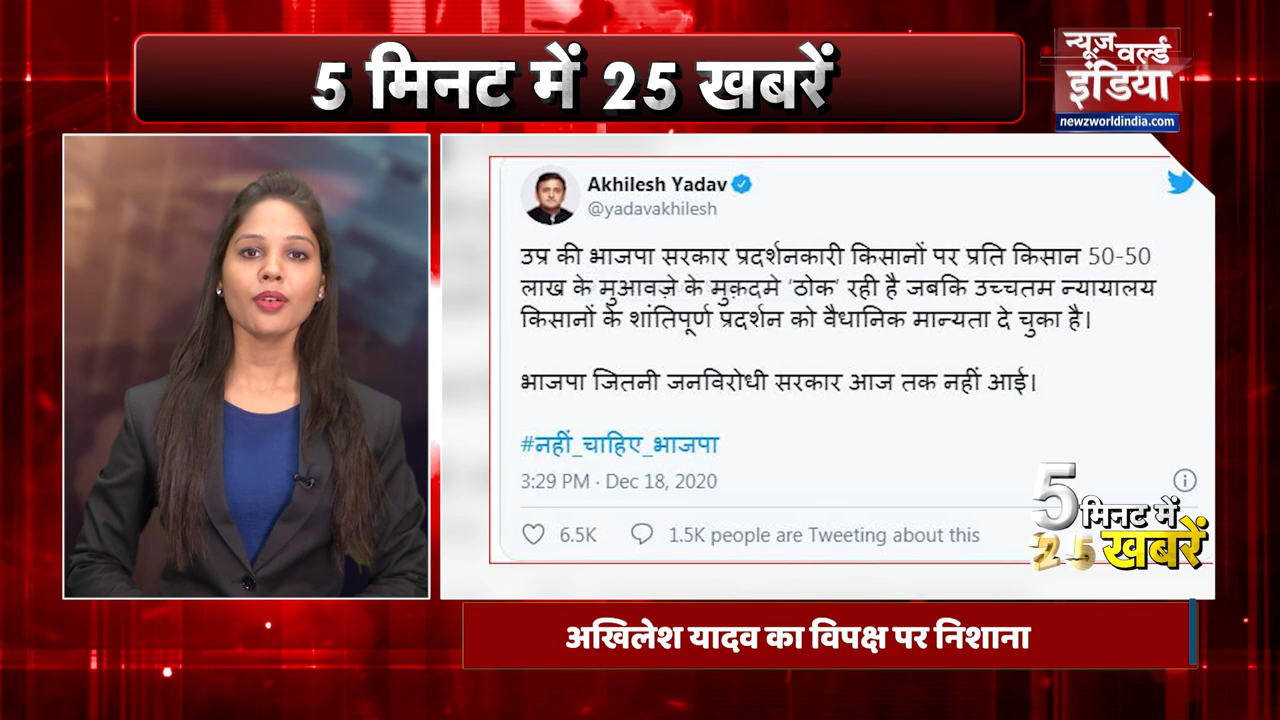 5 मिनट में 25 खबरें
न्यूज़
वर्ल्ड
इंडिया
newzworldindia.com
Akhilesh Yadav
@yadavakhilesh
उप्र की भाजपा सरकार प्रदर्शनकारी किसानों पर प्रति किसान 50-50
लाख के मुआवज़े के मुक़दमे ‘ठोक’ रही है जबकि उच्चतम न्यायालय
किसानों के शांतिपूर्ण प्रदर्शन को वैधानिक मान्यता दे चुका है।
भाजपा जितनी जनविरोधी सरकार आज तक नहीं आई।
#नहीं_चाहिए_भाजपा
3:29 PM · Dec 18, 2020
6.5K 1.5K people are Tweeting about this
5
मिनट में
25 खबरें
अखिलेश यादव का विपक्ष पर निशाना